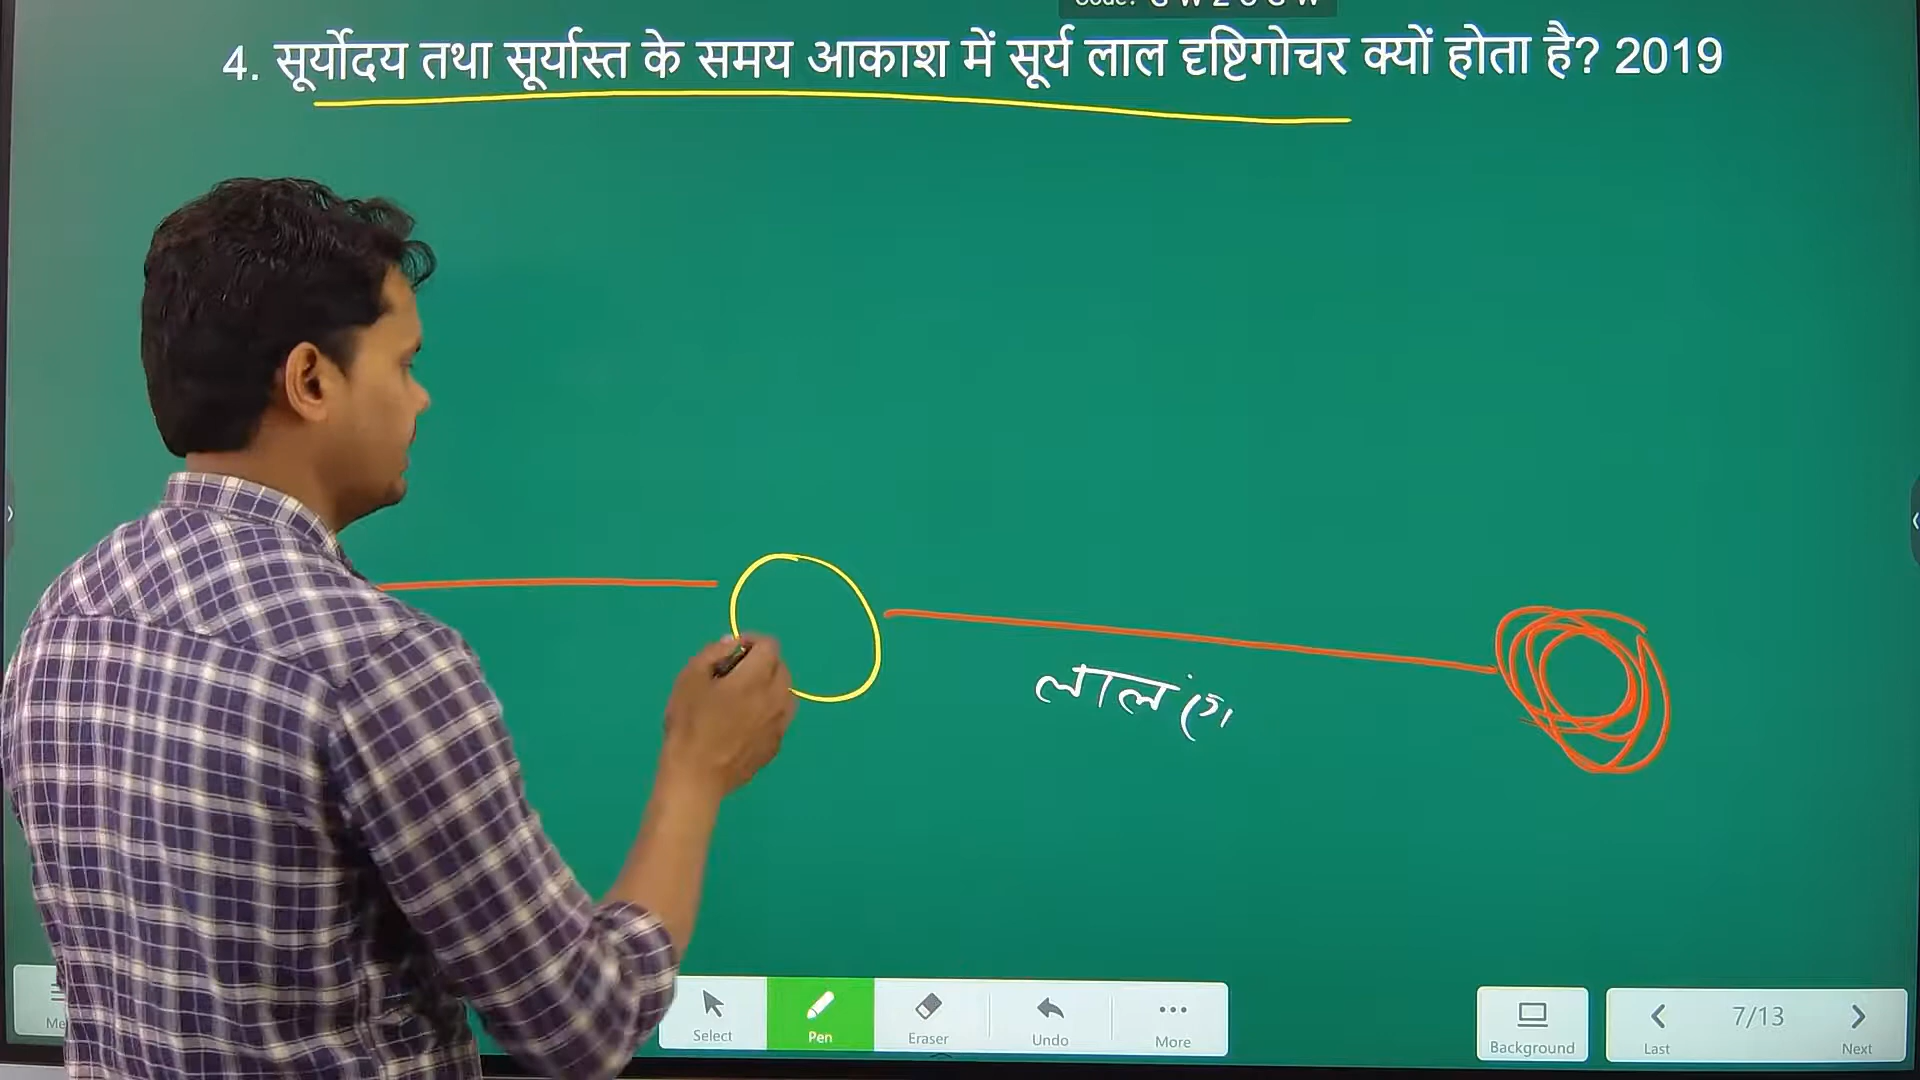 4. सूर्योदय तथा सूर्यास्त के समय आकाश में सूर्य लाल दृष्टिगोचर क्यों होता है? 2019
लाल
Select
Pen
Eraser
Undo
More
Background
Last
7/13
Next